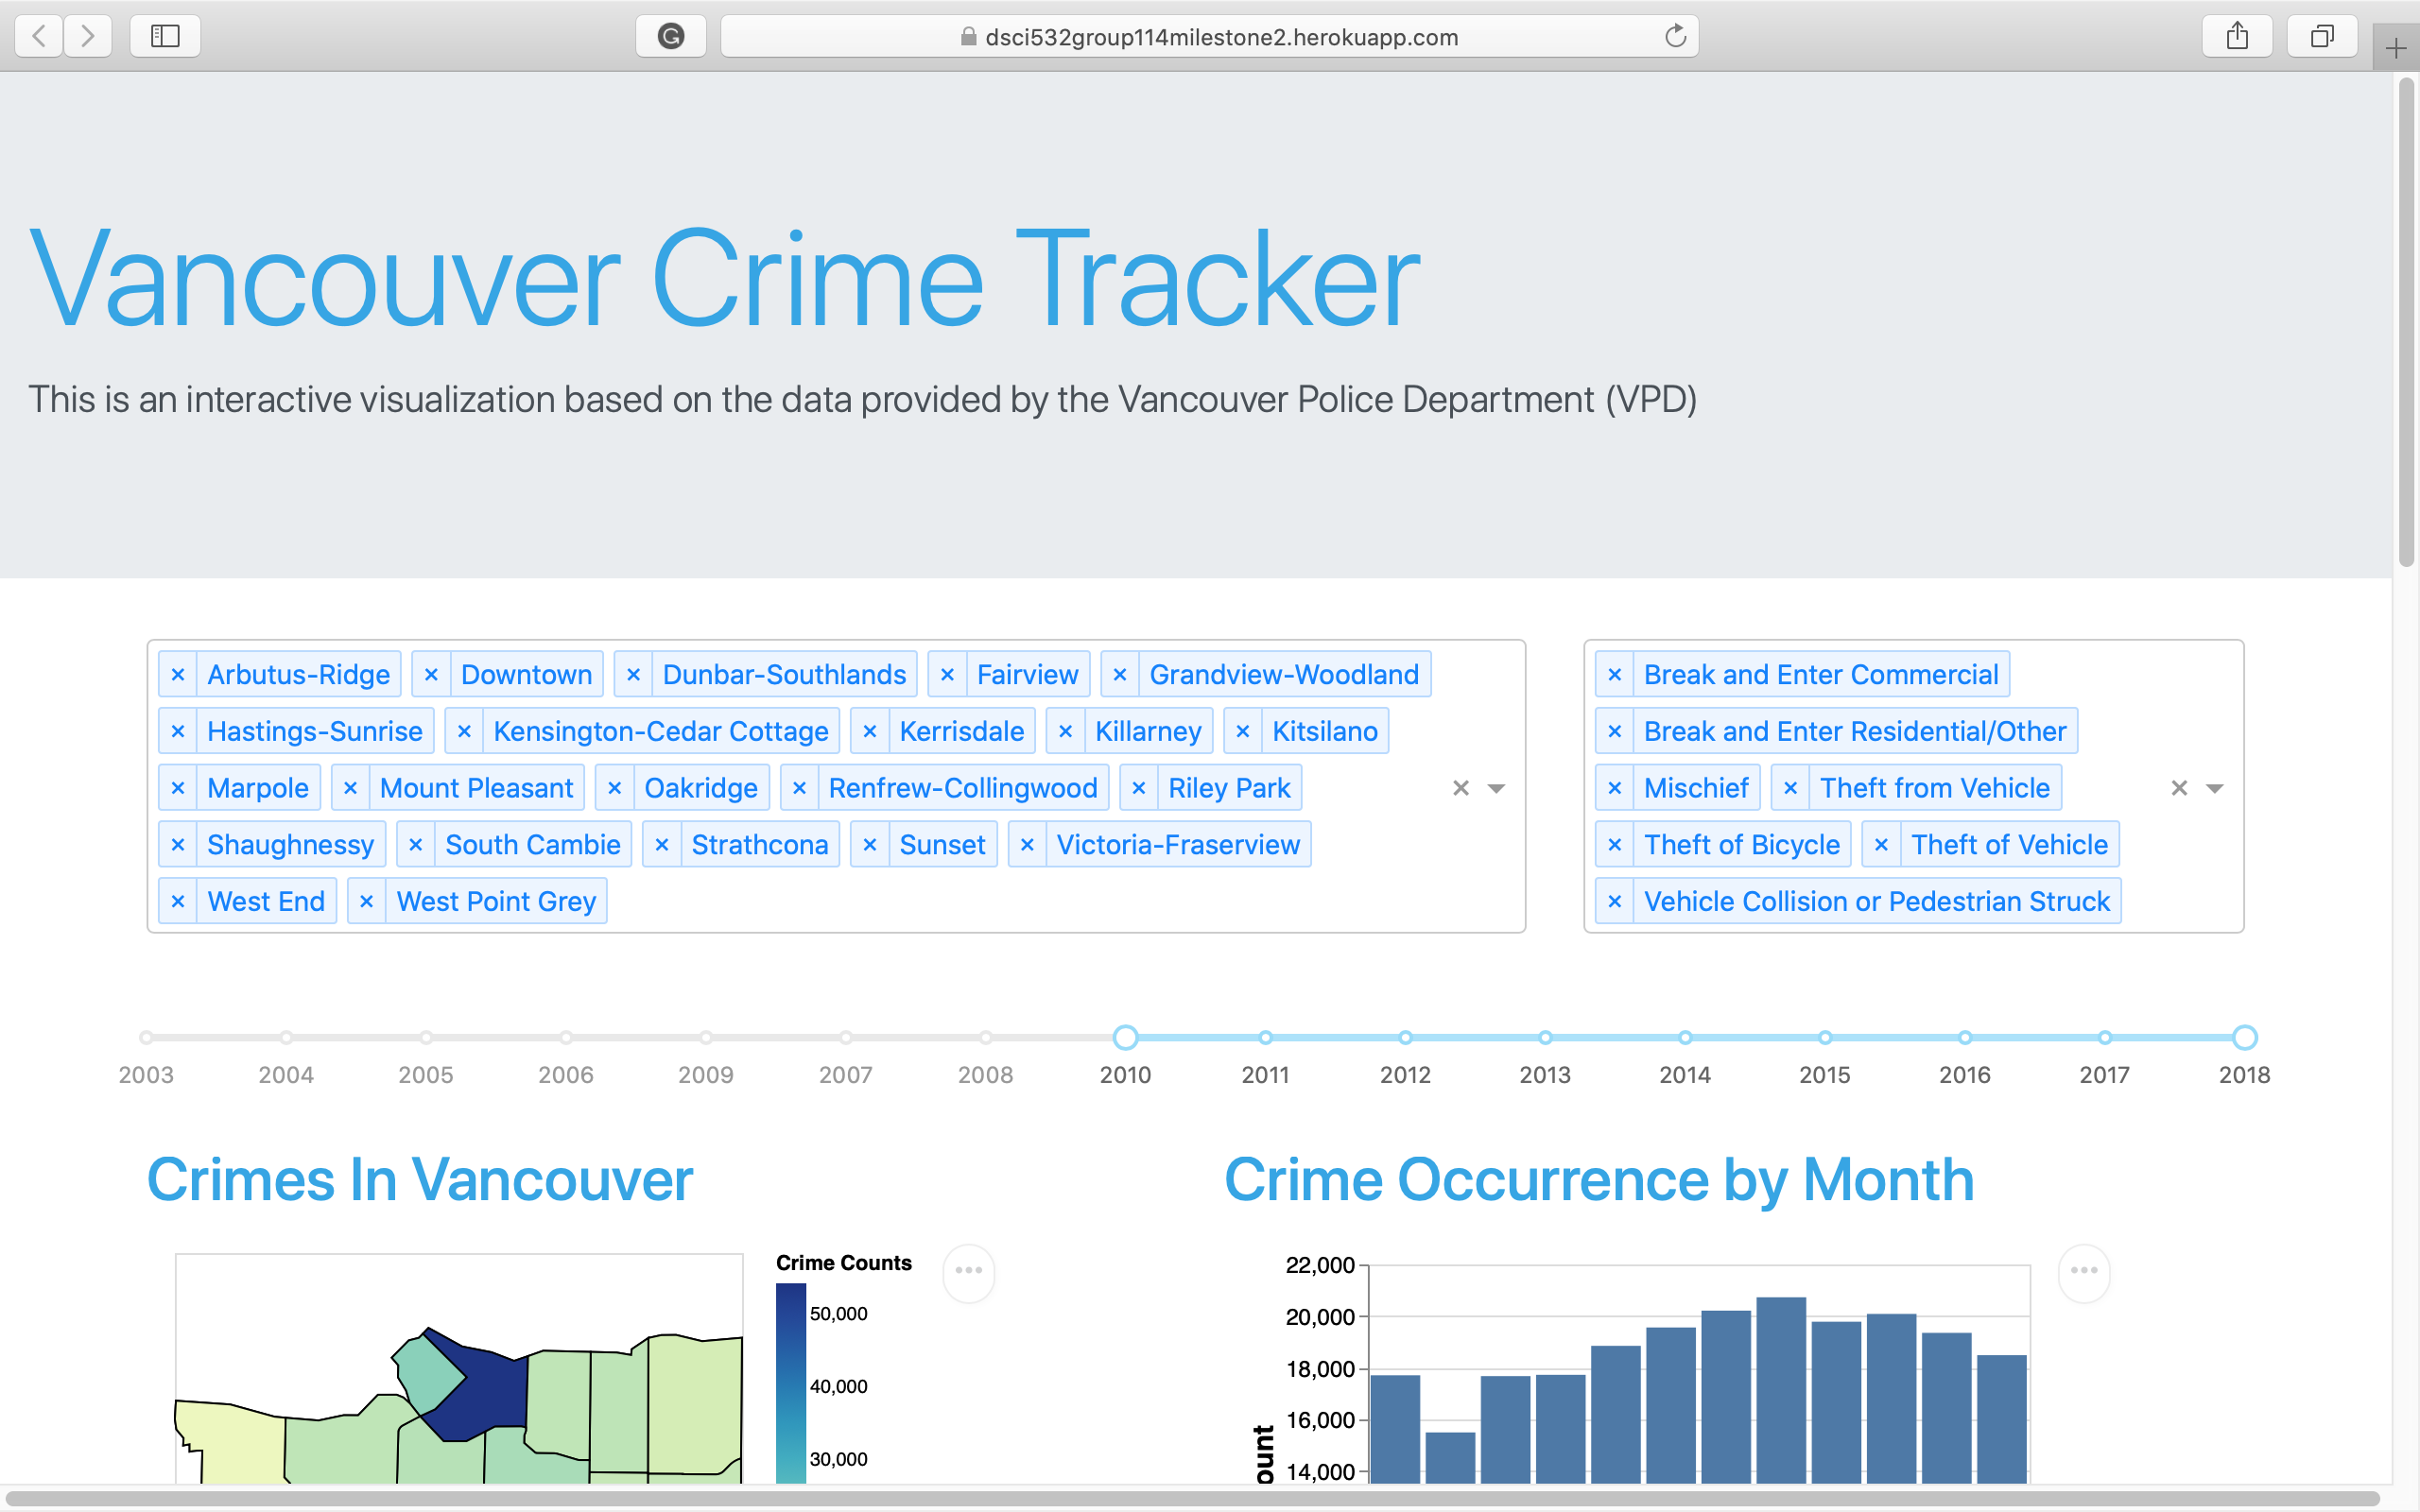 dsci532group114milestone2.herokuapp.com
Vancouver Crime Tracker
This is an interactive visualization based on the data provided by the Vancouver Police Department (VPD)
× Arbutus-Ridge × Downtown × Dunbar-Southlands × Fairview × Grandview-Woodland
× Hastings-Sunrise × Kensington-Cedar Cottage × Kerrisdale × Killarney × Kitsilano
× Marpole × Mount Pleasant × Oakridge × Renfrew-Collingwood × Riley Park
× Shaughnessy × South Cambie × Strathcona × Sunset × Victoria-Fraserview
× West End × West Point Grey
× Break and Enter Commercial
× Break and Enter Residential/Other
× Mischief × Theft from Vehicle
× Theft of Bicycle × Theft of Vehicle
× Vehicle Collision or Pedestrian Struck
2003 2004 2005 2006 2009 2007 2008 2010 2011 2012 2013 2014 2015 2016 2017 2018
Crimes In Vancouver
Crime Counts
50,000
40,000
30,000
Crime Occurrence by Month
22,000
20,000
18,000
16,000
14,000
ount